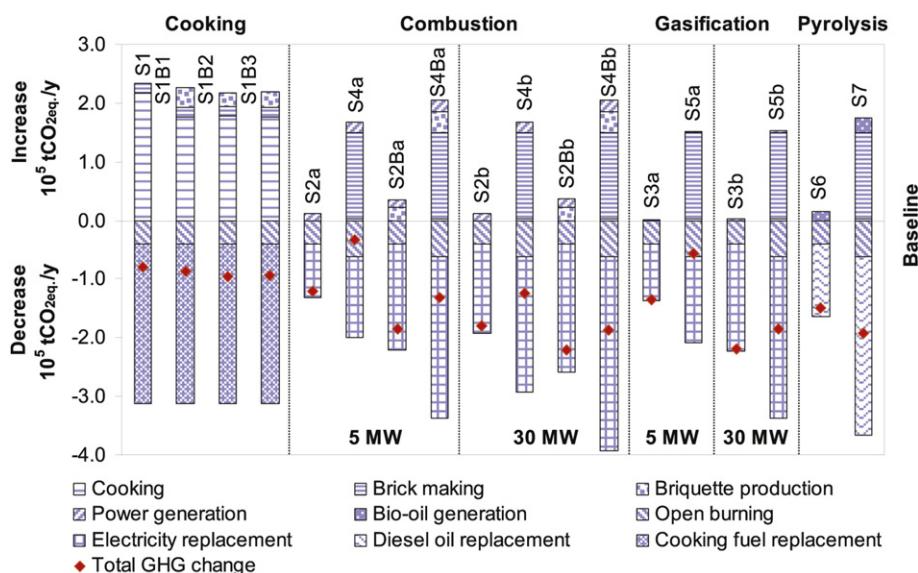 Cooking Combustion Gasification Pyrolysis
Increase
10⁵ tCO₂eq./y
Decrease
10⁵ tCO₂eq./y
3.0
2.0
1.0
0.0
-1.0
-2.0
-3.0
-4.0
S1
S1B1
S1B2
S1B3
S2a
S4a
S2Ba
S4Ba
S2b
S4b
S2Bb
S4Bb
S3a
S5a
S3b
S5b
S6
S7
Baseline
5 MW 30 MW 5 MW 30 MW
Cooking Brick making Briquette production
Power generation Bio-oil generation Open burning
Electricity replacement Diesel oil replacement Cooking fuel replacement
Total GHG change